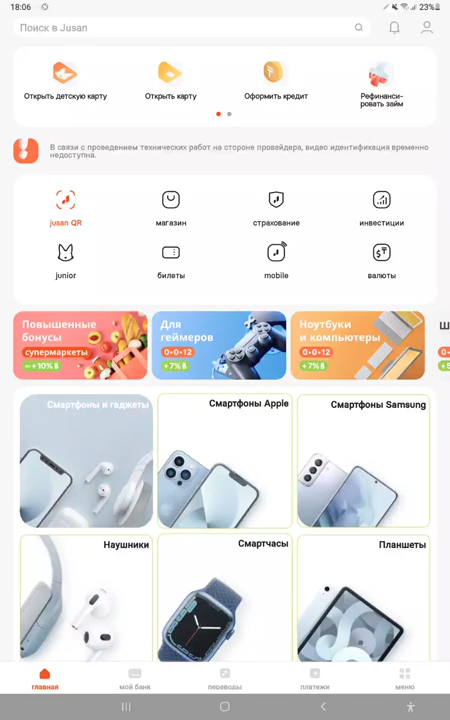 18:06
23%
Поиск в Jusan
Открыть детскую карту
Открыть карту
Оформить кредит
Рефинанси-
ровать займ
В связи с проведением технических работ на стороне провайдера, видео идентификация временно
недоступна.
jusan QR
магазин
страхование
инвестиции
junior
билеты
mobile
валюты
Повышенные
бонусы
супермаркеты
+10% Б
Для
геймеров
0•0•12
+7% Б
Ноутбуки
и компьютеры
0•0•12
+7% Б
Смартфоны и гаджеты
Смартфоны Apple
Смартфоны Samsung
Наушники
Смартчасы
Планшеты
главная
мой банк
переводы
платежи
меню